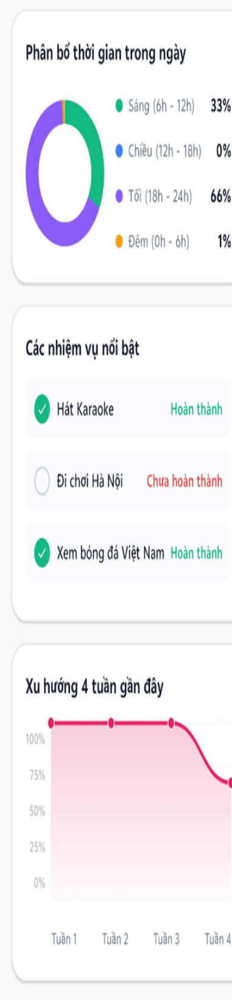 Phân bổ thời gian trong ngày
Sáng (6h - 12h) 33%
Chiều (12h - 18h) 0%
Tối (18h - 24h) 66%
Đêm (0h - 6h) 1%
Các nhiệm vụ nổi bật
Hát Karaoke Hoàn thành
Đi chơi Hà Nội Chưa hoàn thành
Xem bóng đá Việt Nam Hoàn thành
Xu hướng 4 tuần gần đây
100%
75%
50%
25%
0%
Tuần 1 Tuần 2 Tuần 3 Tuần 4